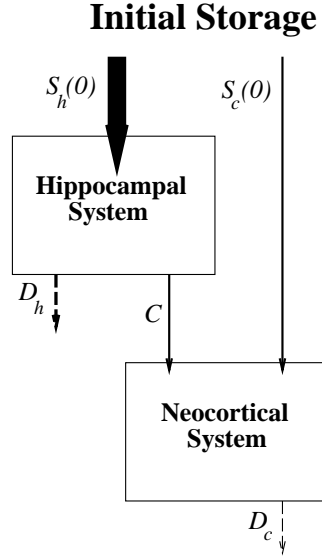 Initial Storage
S_h(0)
S_c(0)
Hippocampal
System
D_h
C
Neocortical
System
D_c